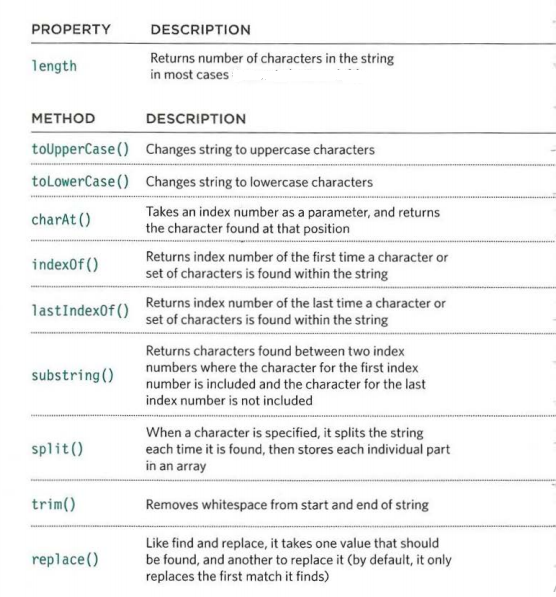 PROPERTY DESCRIPTION
length Returns number of characters in the string
in most cases
METHOD DESCRIPTION
toUpperCase() Changes string to uppercase characters
toLowerCase() Changes string to lowercase characters
charAt() Takes an index number as a parameter, and returns
the character found at that position
indexOf() Returns index number of the first time a character or
set of characters is found within the string
lastIndexOf() Returns index number of the last time a character or
set of characters is found within the string
substring() Returns characters found between two index
numbers where the character for the first index
number is included and the character for the last
index number is not included
split() When a character is specified, it splits the string
each time it is found, then stores each individual part
in an array
trim() Removes whitespace from start and end of string
replace() Like find and replace, it takes one value that should
be found, and another to replace it (by default, it only
replaces the first match it finds)